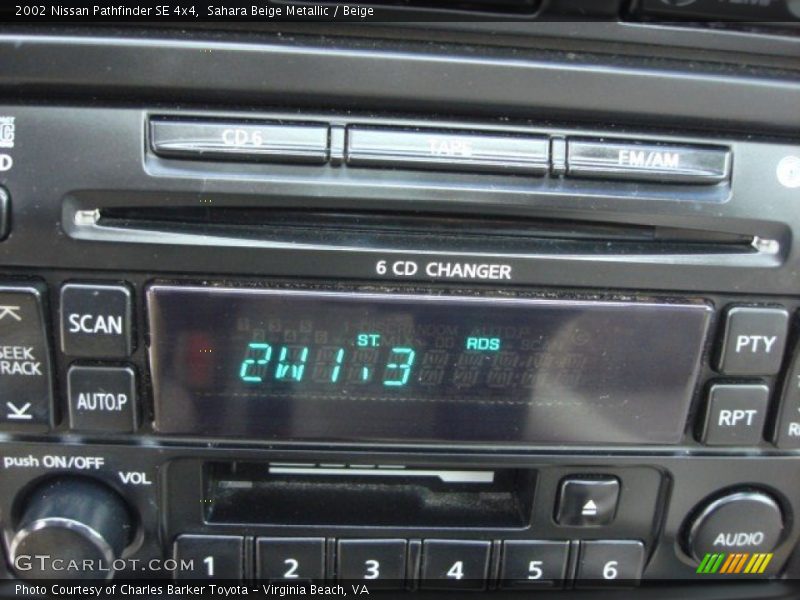 2002 Nissan Pathfinder SE 4x4,  Sahara Beige Metallic / Beige
CD 6
TAPE
FM/AM
6 CD CHANGER
SCAN
SEEK
TRACK
AUTO.P
ST.
RDS
2W1.3
PTY
RPT
push ON/OFF
VOL
AUDIO
1
2
3
4
5
6
GTCARLOT.COM
Photo Courtesy of Charles Barker Toyota – Virginia Beach, VA